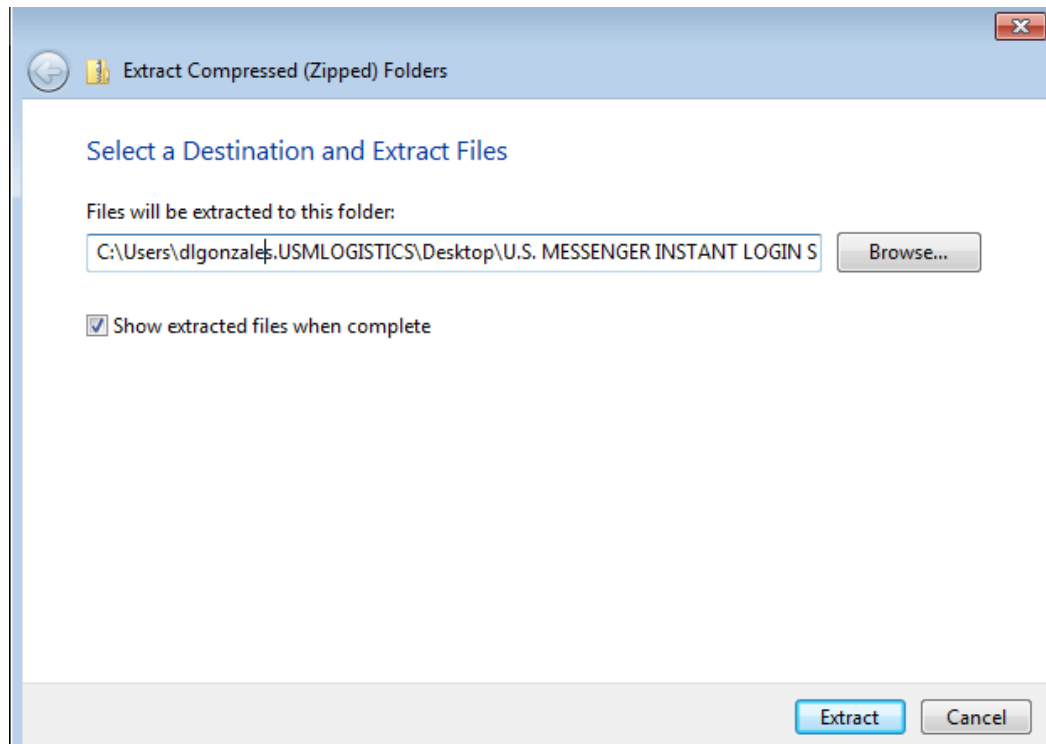 Extract Compressed (Zipped) Folders
Select a Destination and Extract Files
Files will be extracted to this folder:
C:\Users\dlgonzales.USMLOGISTICS\Desktop\U.S. MESSENGER INSTANT LOGIN S
Browse...
Show extracted files when complete
Extract
Cancel